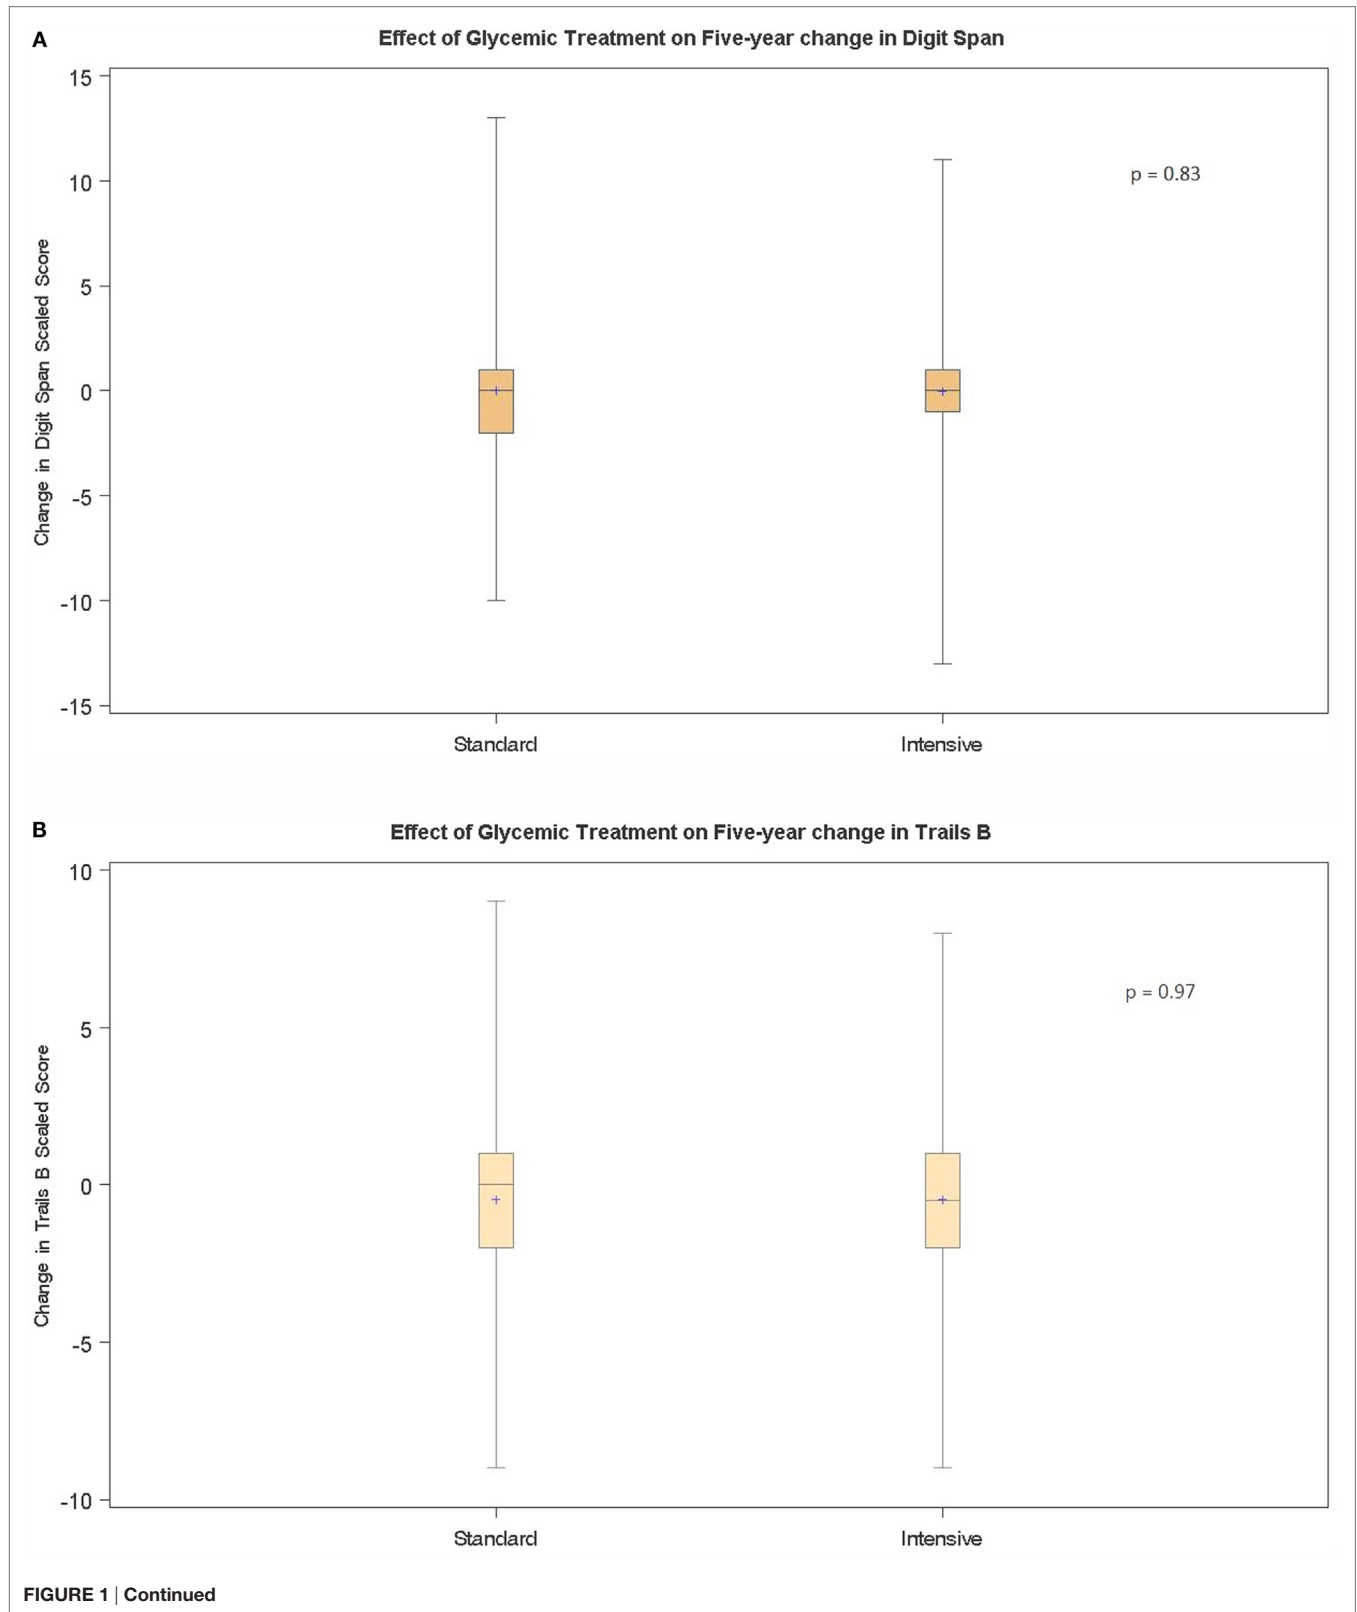 A
Effect of Glycemic Treatment on Five-year change in Digit Span
15
10
5
0
-5
-10
-15
Change in Digit Span Scaled Score
p = 0.83
Standard
Intensive
B
Effect of Glycemic Treatment on Five-year change in Trails B
10
5
0
-5
-10
Change in Trails B Scaled Score
p = 0.97
Standard
Intensive
FIGURE 1 | Continued